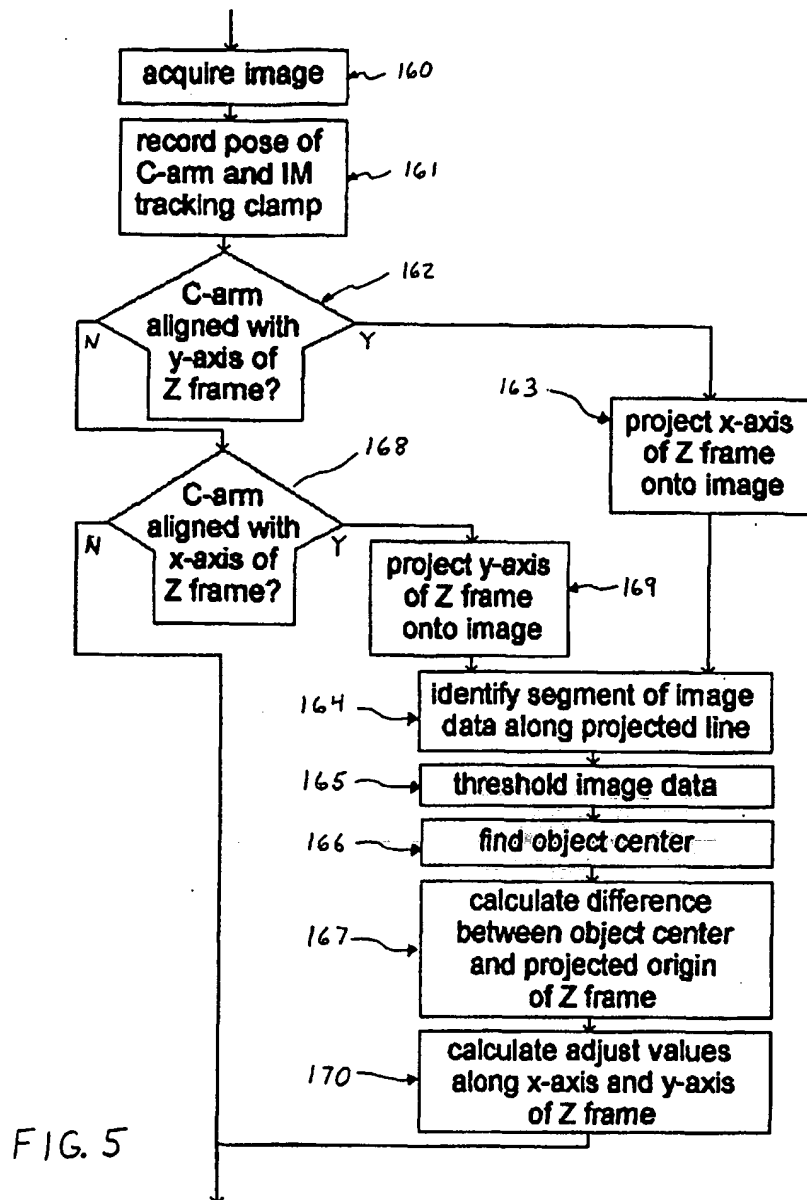 acquire image
160
record pose of
C-arm and IM
tracking clamp
161
162
C-arm
aligned with
y-axis of
Z frame?
N
Y
163
project x-axis
of Z frame
onto image
168
C-arm
aligned with
x-axis of
Z frame?
N
Y
project y-axis
of Z frame
onto image
169
164
identify segment of image
data along projected line
165
threshold image data
166
find object center
167
calculate difference
between object center
and projected origin
of Z frame
170
calculate adjust values
along x-axis and y-axis
of Z frame
FIG. 5